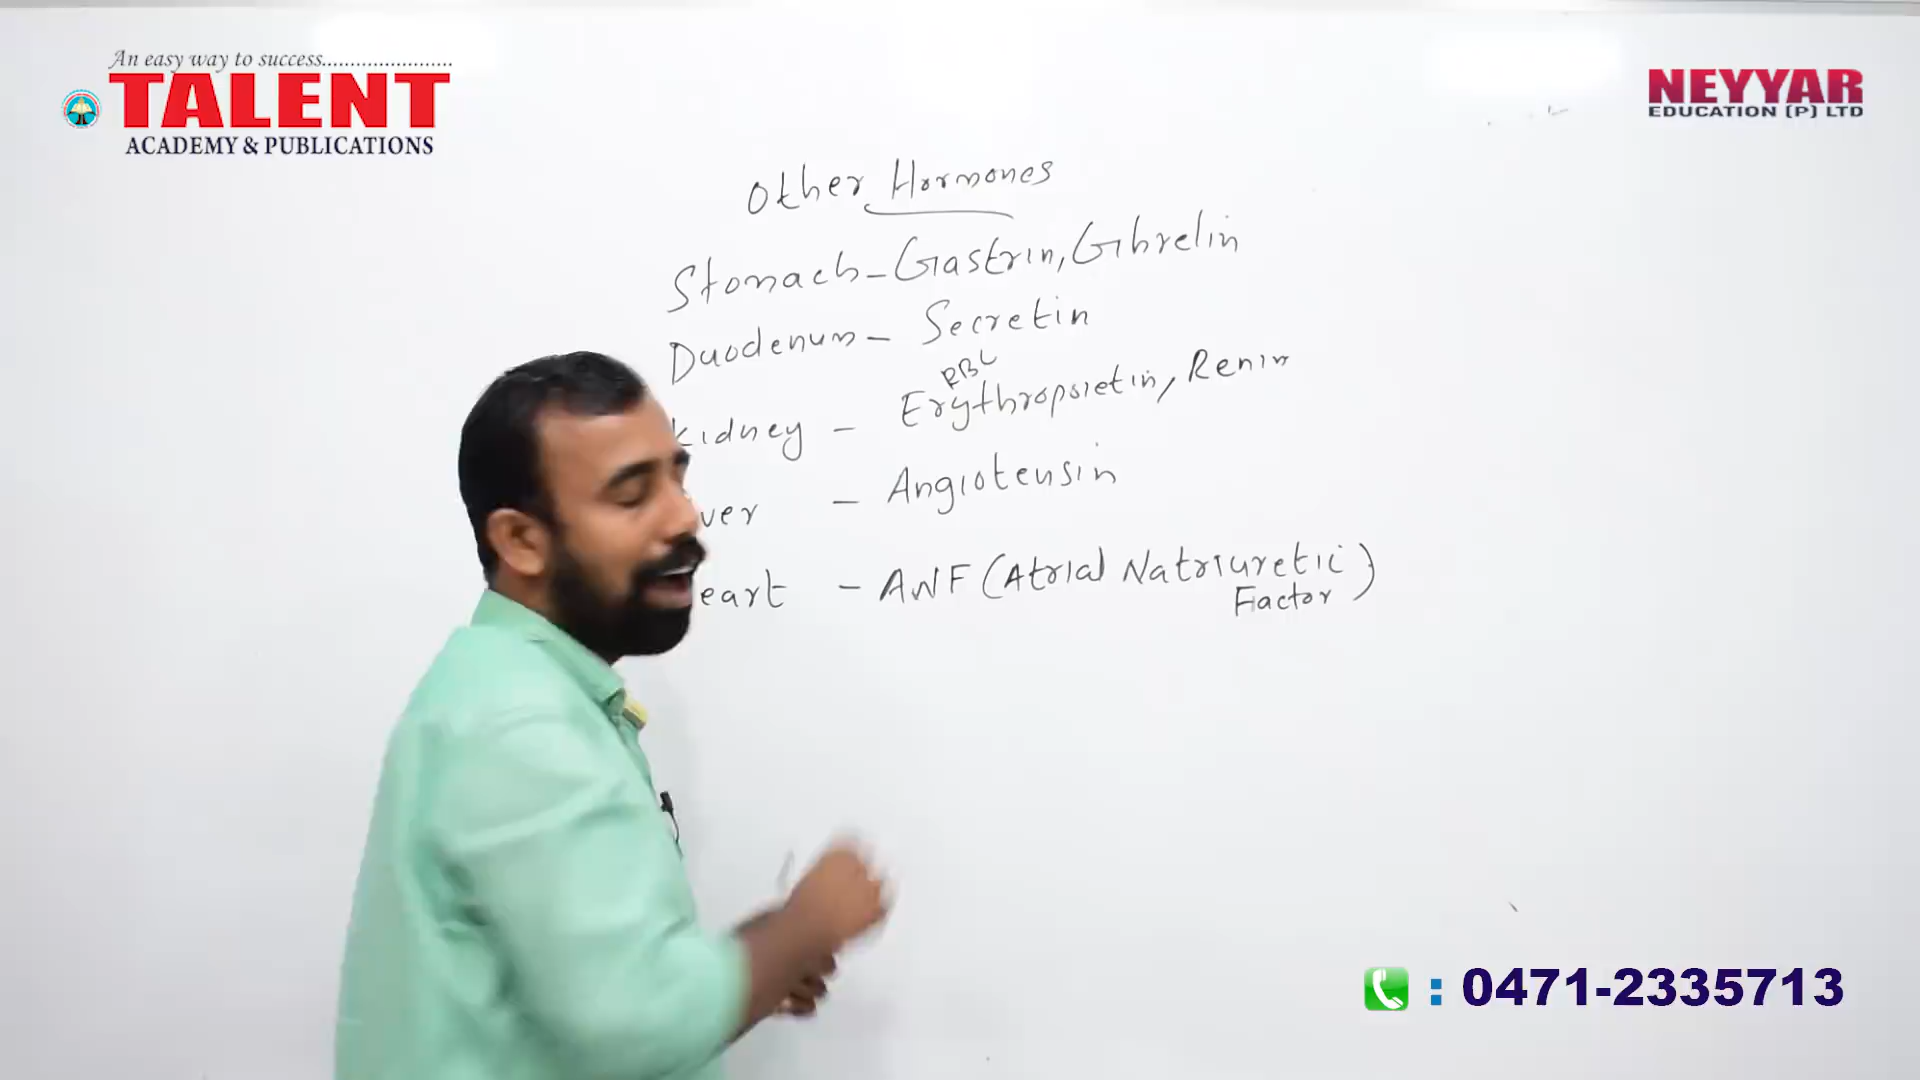 An easy way to success........................
TALENT
ACADEMY & PUBLICATIONS
NEYYAR
EDUCATION (P) LTD
Other Hormones
Stomach - Gastrin, Ghrelin
Duodenum - Secretin
RBC
Kidney - Erythropoietin, Renin
ver - Angiotensin
eart - ANF (Atrial Natriuretic
Factor)
: 0471-2335713